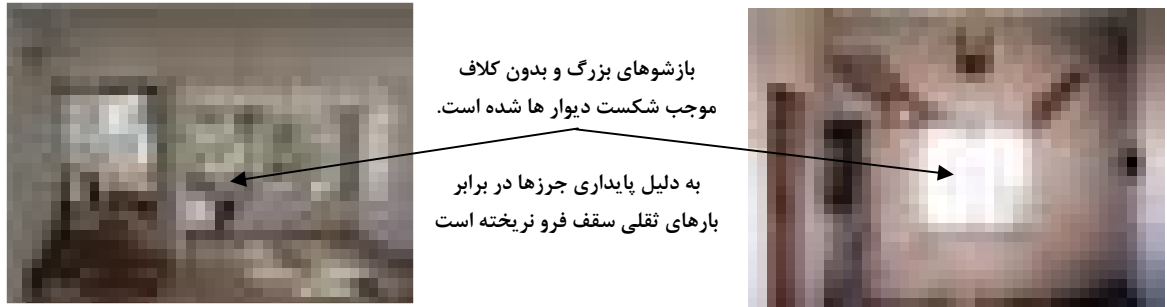 بازشوهای بزرگ و بدون کلاف
موجب شکست دیوار ها شده است.
به دلیل پایداری جرزها در برابر
بارهای ثقلی سقف فرو نریخته است